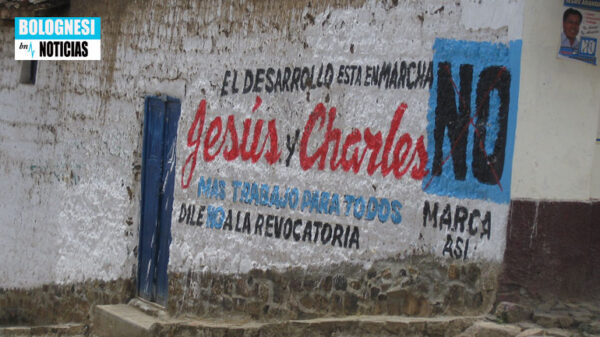 BOLOGNESI
bn NOTICIAS
EL DESARROLLO ESTA EN MARCHA
Jesús y Charles
NO
MAS TRABAJO PARA TODOS
DILE NO A LA REVOCATORIA
MARCA
ASI